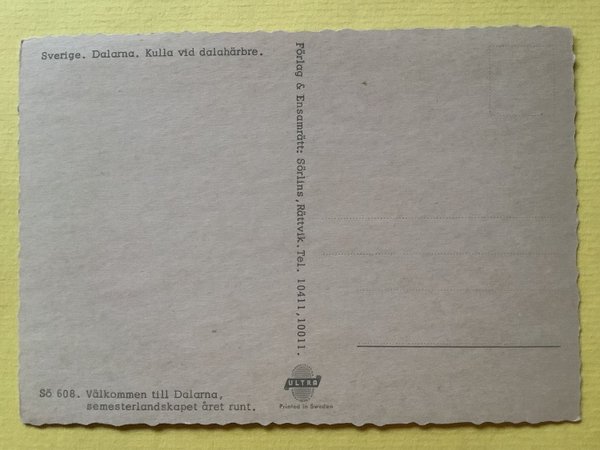 Sverige. Dalarna. Kulla vid dalahärbre.
Förlag & Ensamrätt: Sörlins, Rättvik. Tel. 10411, 10011.
Sö 608. Välkommen till Dalarna,
semesterlandskapet året runt.
ULTRA
Printed in Sweden